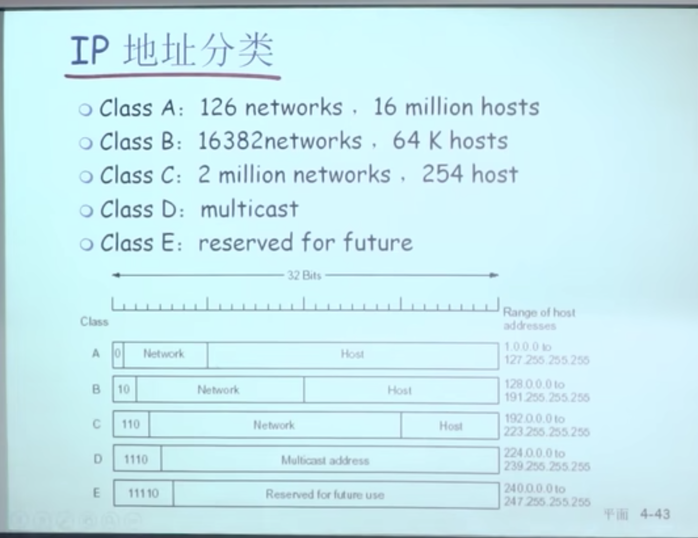 IP 地址分类
Class A: 126 networks , 16 million hosts
Class B: 16382networks , 64 K hosts
Class C: 2 million networks , 254 host
Class D: multicast
Class E: reserved for future
32 Bits
Class
Range of host
addresses
A 0 Network Host 1.0.0.0 to
127.255.255.255
B 10 Network Host 128.0.0.0 to
191.255.255.255
C 110 Network Host 192.0.0.0 to
223.255.255.255
D 1110 Multicast address 224.0.0.0 to
239.255.255.255
E 11110 Reserved for future use 240.0.0.0 to
247.255.255.255
平面 4-43